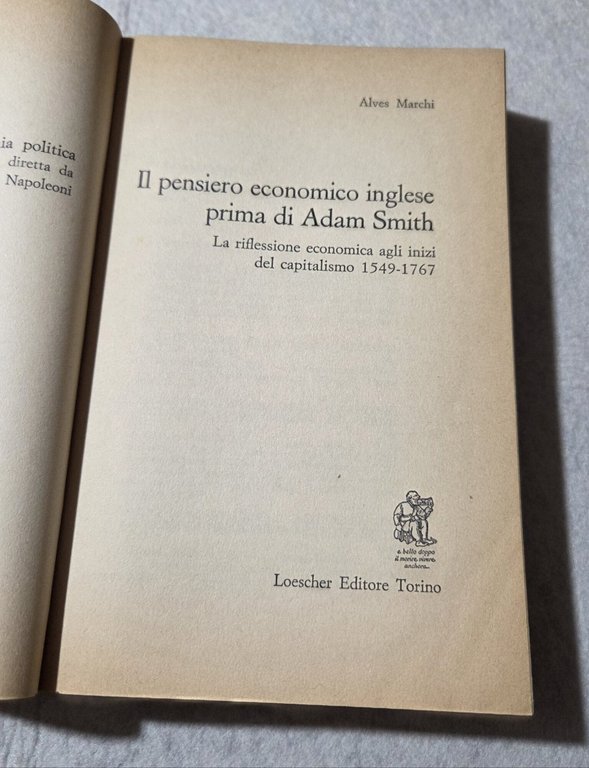 ia politica
diretta da
Napoleoni
Alves Marchi
Il pensiero economico inglese
prima di Adam Smith
La riflessione economica agli inizi
del capitalismo 1549-1767
e bello doppo
il morire vivere
anchora...
Loescher Editore Torino